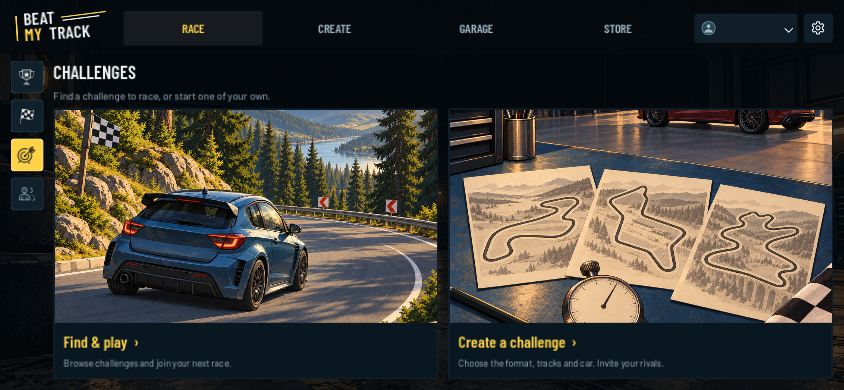 BEAT
MY TRACK
RACE
CREATE
GARAGE
STORE
CHALLENGES
Find a challenge to race, or start one of your own.
Find & play ›
Browse challenges and join your next race.
Create a challenge ›
Choose the format, tracks and car. Invite your rivals.